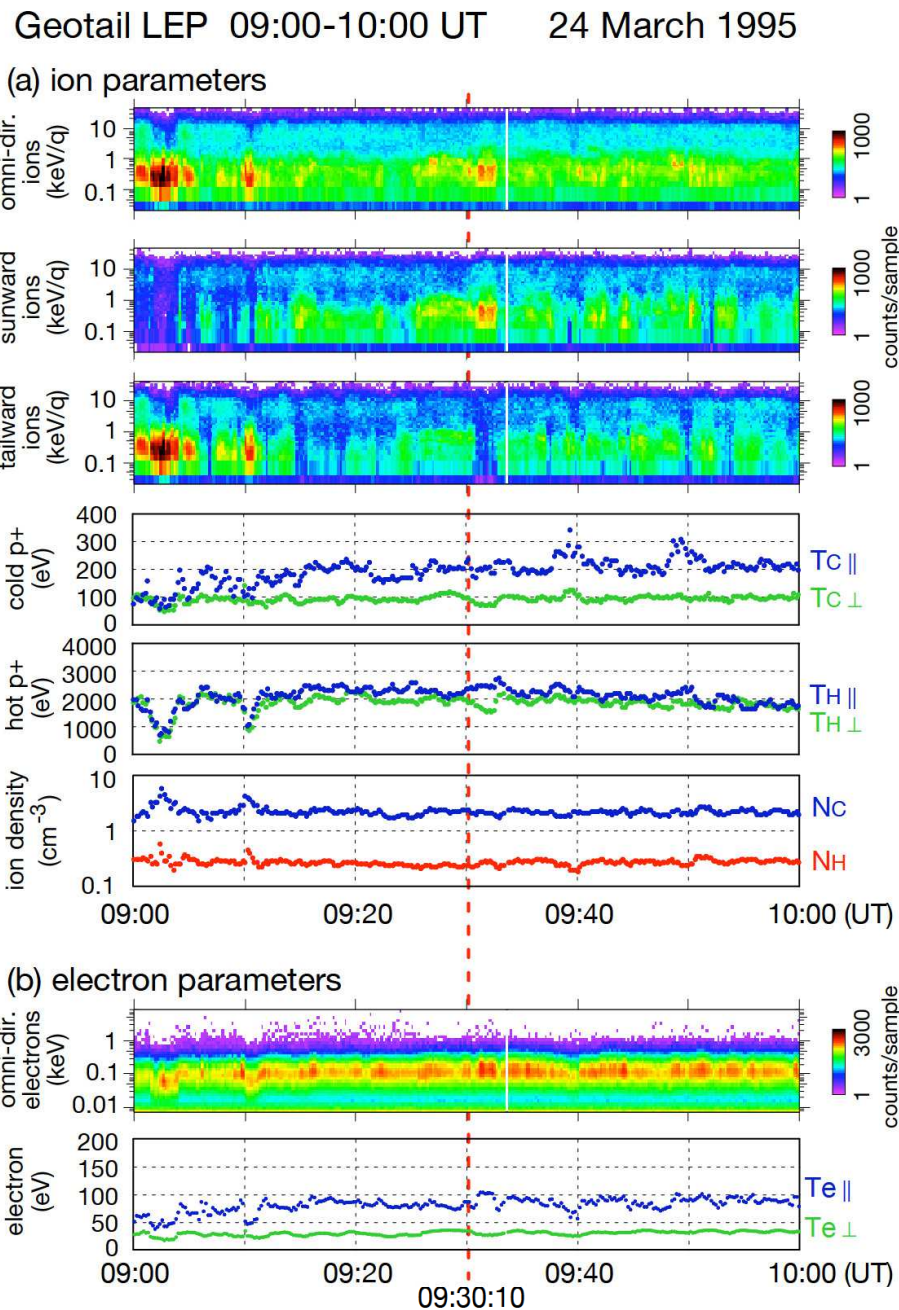 Geotail LEP 09:00-10:00 UT 24 March 1995
(a) ion parameters
omni-dir. ions (keV/q)
10
1
0.1
1000
1
sunward ions (keV/q)
10
1
0.1
1000
1
counts/sample
tailward ions (keV/q)
10
1
0.1
1000
1
cold p+ (eV)
400
300
200
100
0
TC ∥
TC ⊥
hot p+ (eV)
4000
3000
2000
1000
0
TH ∥
TH ⊥
ion density (cm-3)
10
1
0.1
NC
NH
09:00 09:20 09:40 10:00 (UT)
(b) electron parameters
omni-dir. electrons (keV)
1
0.1
0.01
3000
1
counts/sample
electron (eV)
200
150
100
50
0
Te ∥
Te ⊥
09:00 09:20 09:40 10:00 (UT)
09:30:10